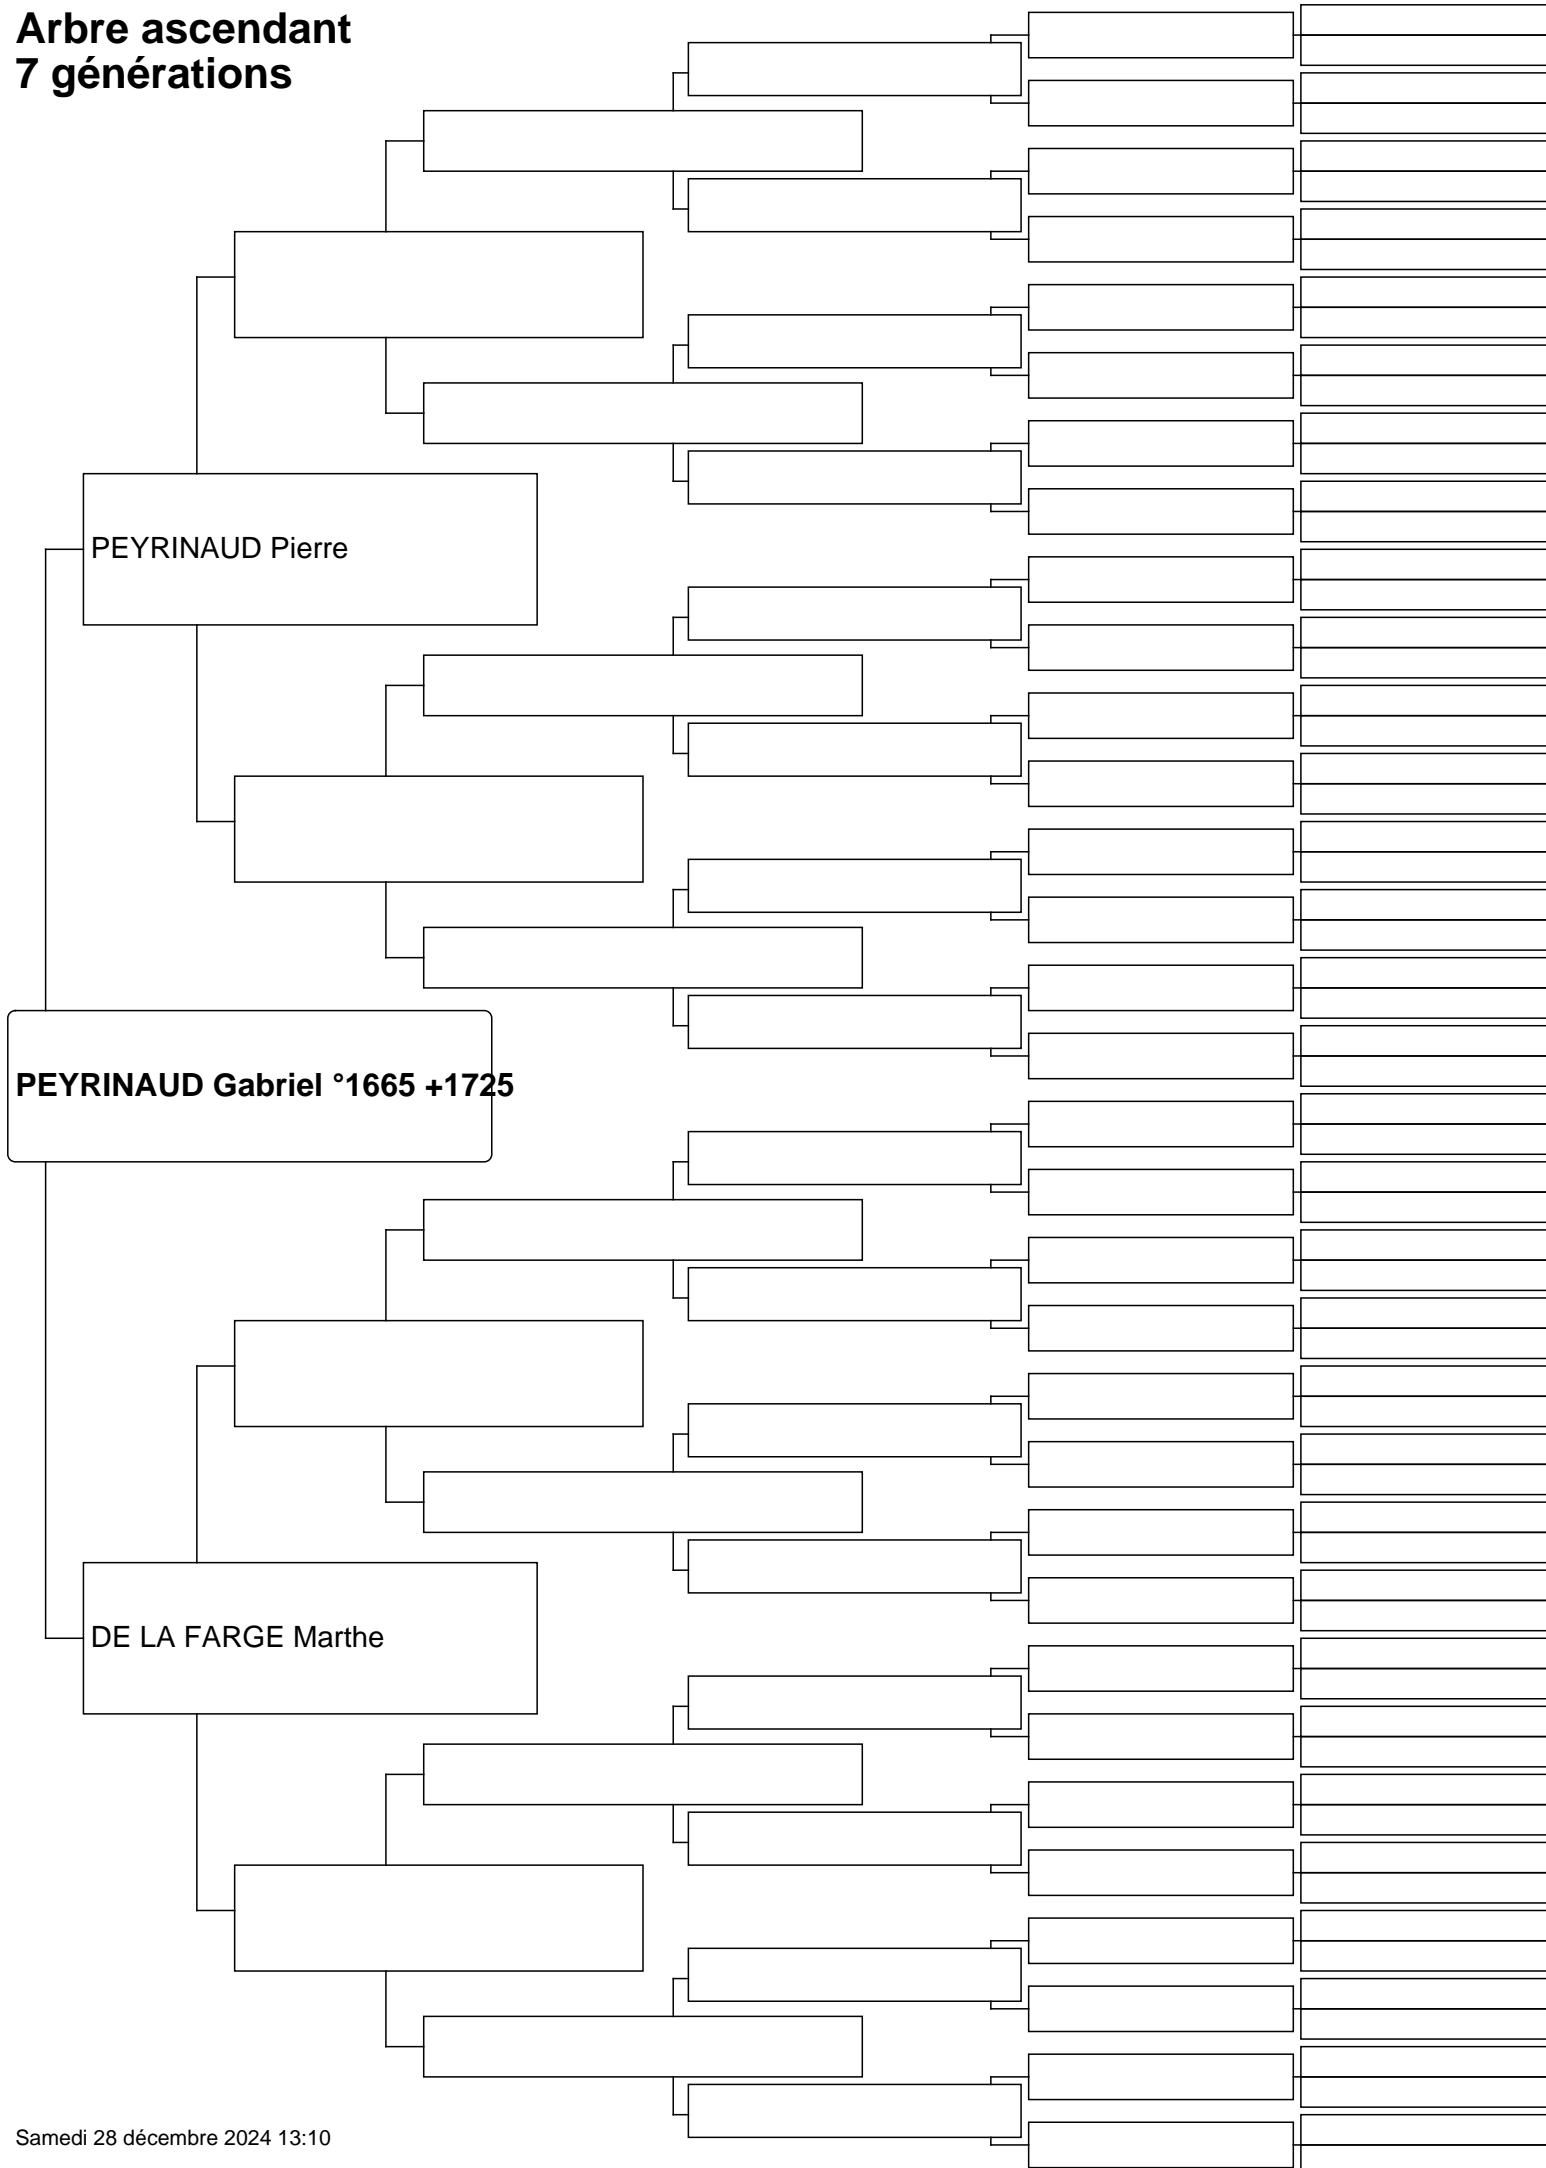 Arbre ascendant
7 générations
PEYRINAUD Pierre
PEYRINAUD Gabriel °1665 +1725
DE LA FARGE Marthe
Samedi 28 décembre 2024 13:10